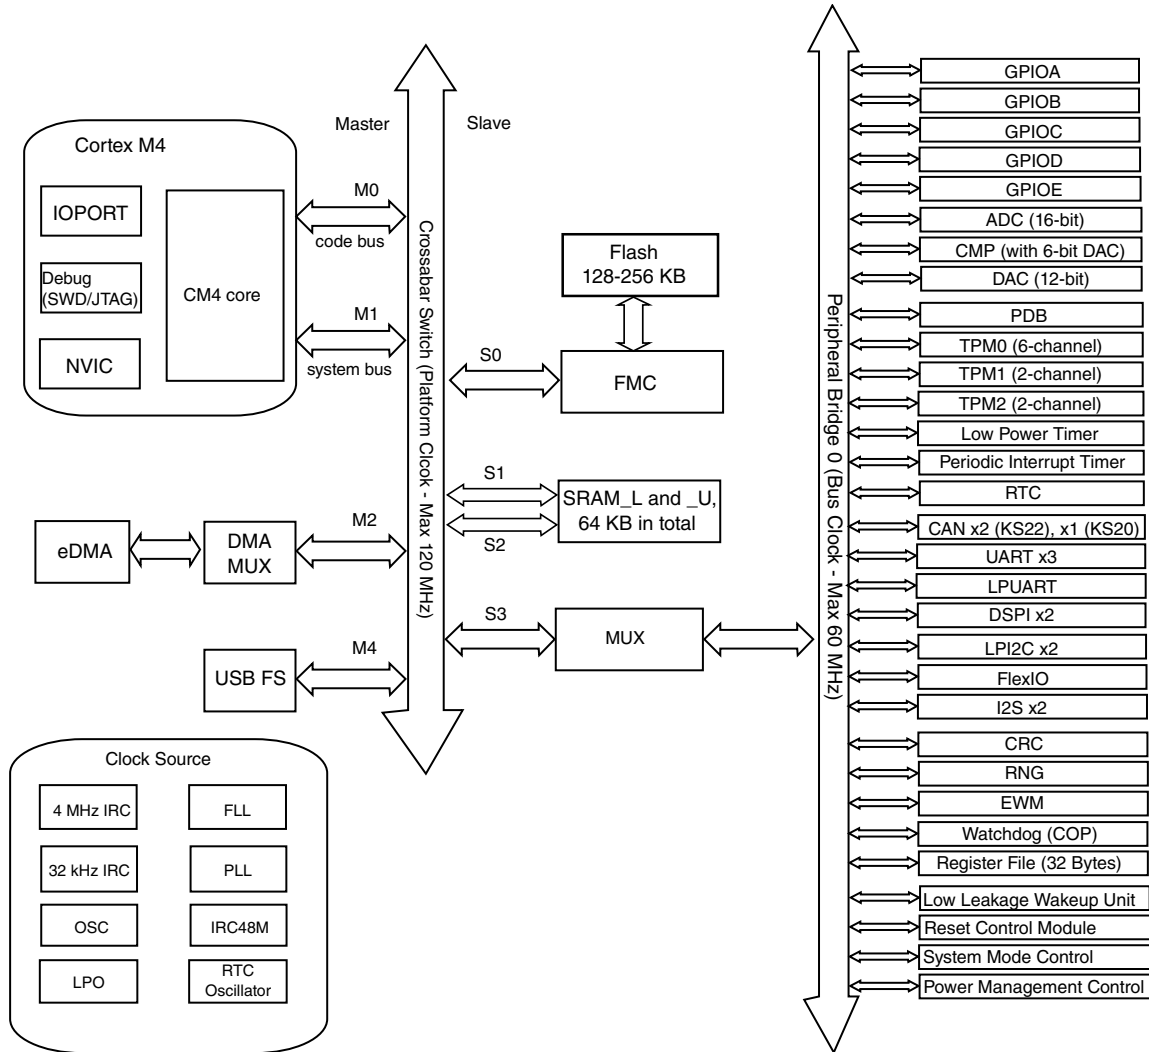 Cortex M4
IOPORT
Debug
(SWD/JTAG)
NVIC
CM4 core
Master
Slave
M0
code bus
M1
system bus
M2
M4
eDMA
DMA
MUX
USB FS
Crossabar Switch (Platform Clcok - Max 120 MHz)
S0
S1
S2
S3
Flash
128-256 KB
FMC
SRAM_L and _U,
64 KB in total
MUX
Peripheral Bridge 0 (Bus Clock - Max 60 MHz)
GPIOA
GPIOB
GPIOC
GPIOD
GPIOE
ADC (16-bit)
CMP (with 6-bit DAC)
DAC (12-bit)
PDB
TPM0 (6-channel)
TPM1 (2-channel)
TPM2 (2-channel)
Low Power Timer
Periodic Interrupt Timer
RTC
CAN x2 (KS22), x1 (KS20)
UART x3
LPUART
DSPI x2
LPI2C x2
FlexIO
I2S x2
CRC
RNG
EWM
Watchdog (COP)
Register File (32 Bytes)
Low Leakage Wakeup Unit
Reset Control Module
System Mode Control
Power Management Control
Clock Source
4 MHz IRC
FLL
32 kHz IRC
PLL
OSC
IRC48M
LPO
RTC
Oscillator